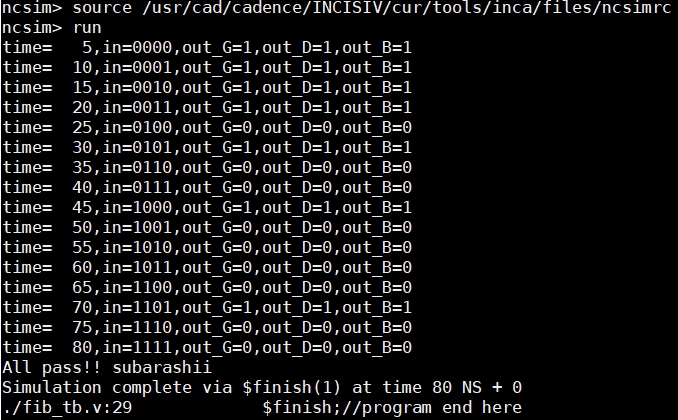 ncsim> source /usr/cad/cadence/INCISIV/cur/tools/inca/files/ncsimrc
ncsim> run
time=   5,in=0000,out_G=1,out_D=1,out_B=1
time=  10,in=0001,out_G=1,out_D=1,out_B=1
time=  15,in=0010,out_G=1,out_D=1,out_B=1
time=  20,in=0011,out_G=1,out_D=1,out_B=1
time=  25,in=0100,out_G=0,out_D=0,out_B=0
time=  30,in=0101,out_G=1,out_D=1,out_B=1
time=  35,in=0110,out_G=0,out_D=0,out_B=0
time=  40,in=0111,out_G=0,out_D=0,out_B=0
time=  45,in=1000,out_G=1,out_D=1,out_B=1
time=  50,in=1001,out_G=0,out_D=0,out_B=0
time=  55,in=1010,out_G=0,out_D=0,out_B=0
time=  60,in=1011,out_G=0,out_D=0,out_B=0
time=  65,in=1100,out_G=0,out_D=0,out_B=0
time=  70,in=1101,out_G=1,out_D=1,out_B=1
time=  75,in=1110,out_G=0,out_D=0,out_B=0
time=  80,in=1111,out_G=0,out_D=0,out_B=0
All pass!! subarashii
Simulation complete via $finish(1) at time 80 NS + 0
./fib_tb.v:29             $finish;//program end here